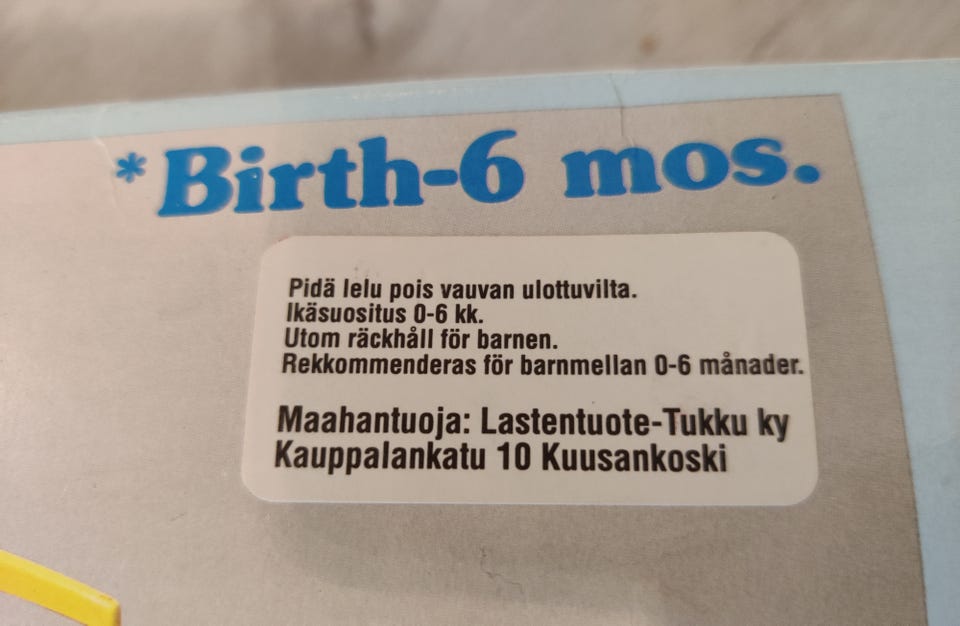 *Birth-6 mos.
Pidä lelu pois vauvan ulottuvilta.
Ikäsuositus 0-6 kk.
Utom räckhåll för barnen.
Rekkommenderas för barnmellan 0-6 månader.
Maahantuoja: Lastentuote-Tukku ky
Kauppalankatu 10 Kuusankoski